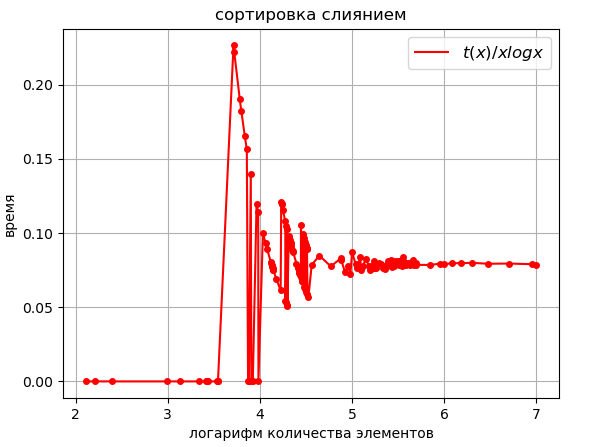 сортировка слиянием
t(x)/xlogx
0.20
0.15
0.10
0.05
0.00
время
2 3 4 5 6 7
логарифм количества элементов